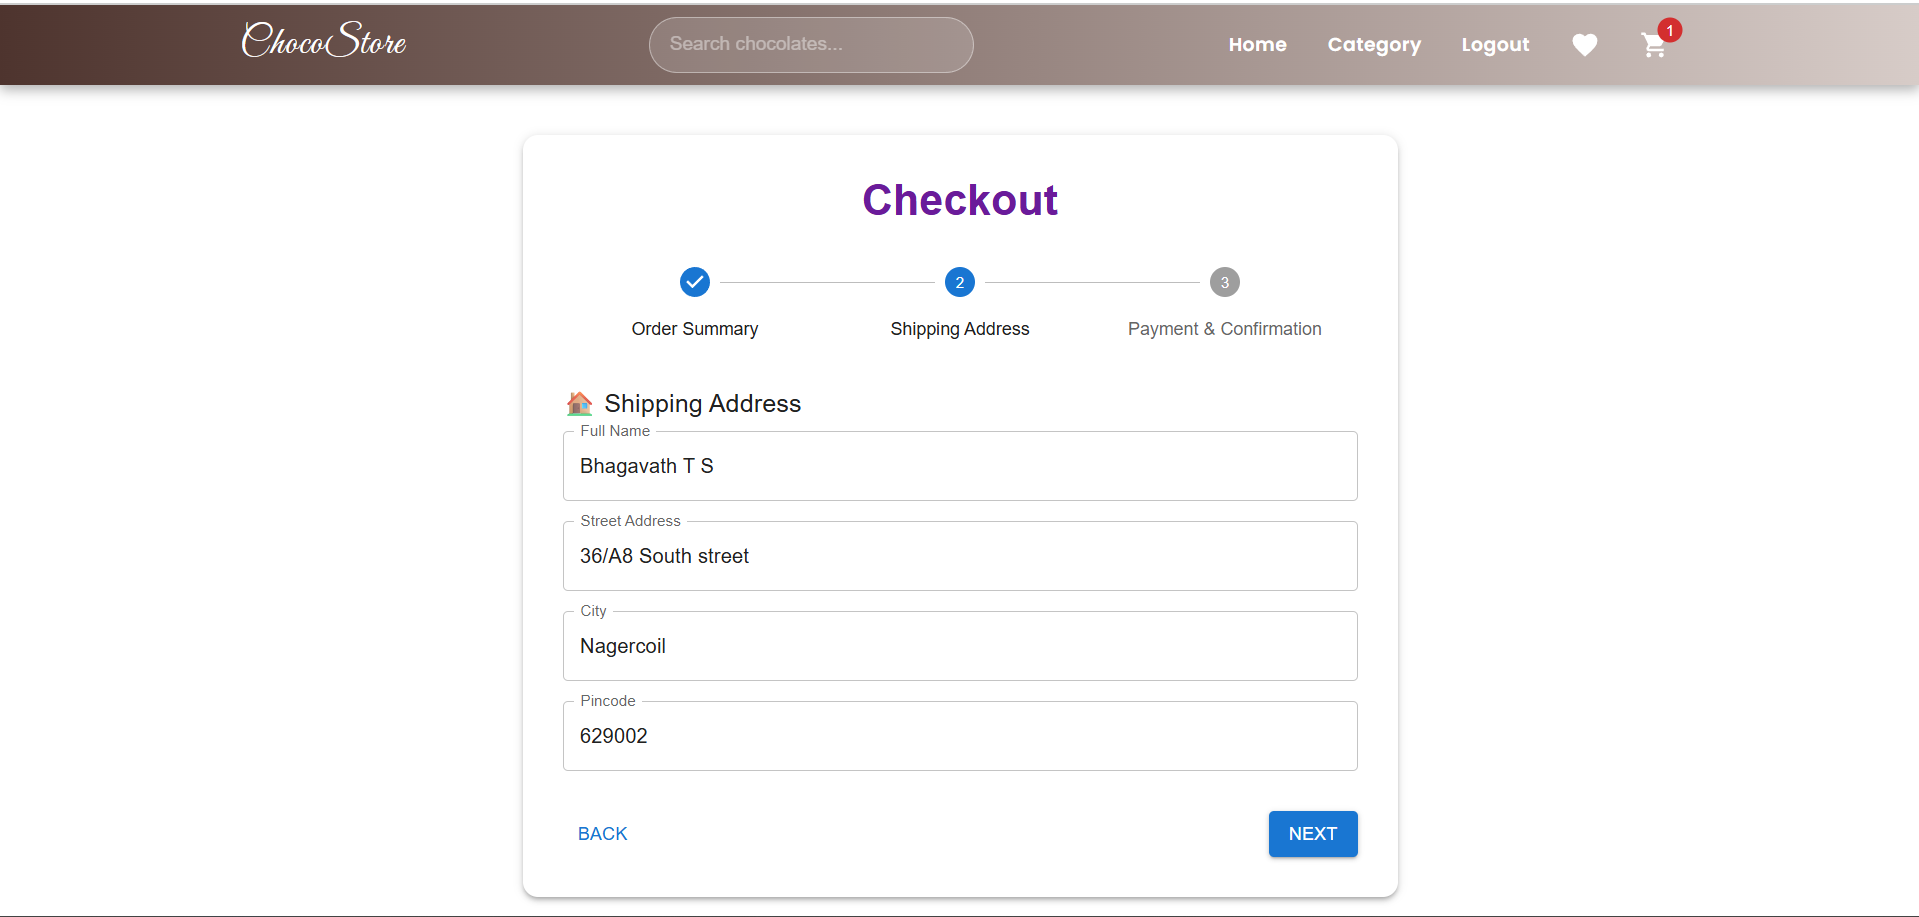 ChocoStore
Search chocolates...
Home
Category
Logout
1
Checkout
2
3
Order Summary
Shipping Address
Payment & Confirmation
Shipping Address
Full Name
Bhagavath T S
Street Address
36/A8 South street
City
Nagercoil
Pincode
629002
BACK
NEXT